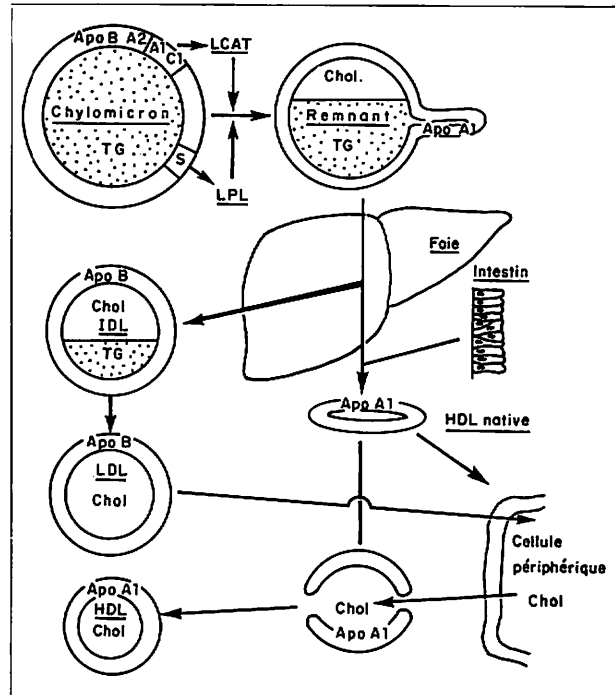 Apo B A2 A1 C1
LCAT
Chylomicron
TG
S
LPL
Chol.
Remnant
TG
Apo A1
Foie
Intestin
Apo B
Chol
IDL
TG
Apo A1
HDL native
Apo B
LDL
Chol
Cellule
périphérique
Chol
Apo A1
HDL
Chol
Chol
Apo A1